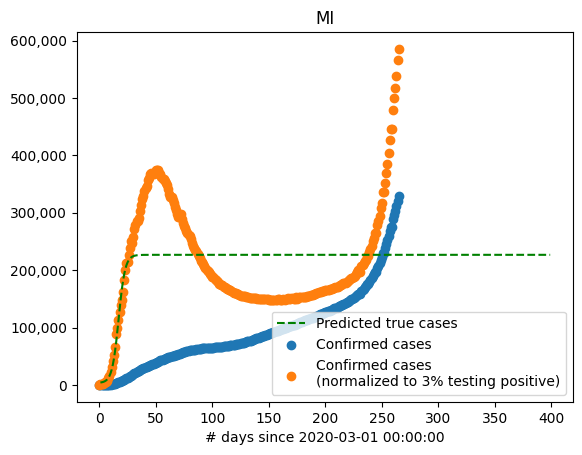 MI
600,000
500,000
400,000
300,000
200,000
100,000
0
Predicted true cases
Confirmed cases
Confirmed cases
(normalized to 3% testing positive)
0 50 100 150 200 250 300 350 400
# days since 2020-03-01 00:00:00